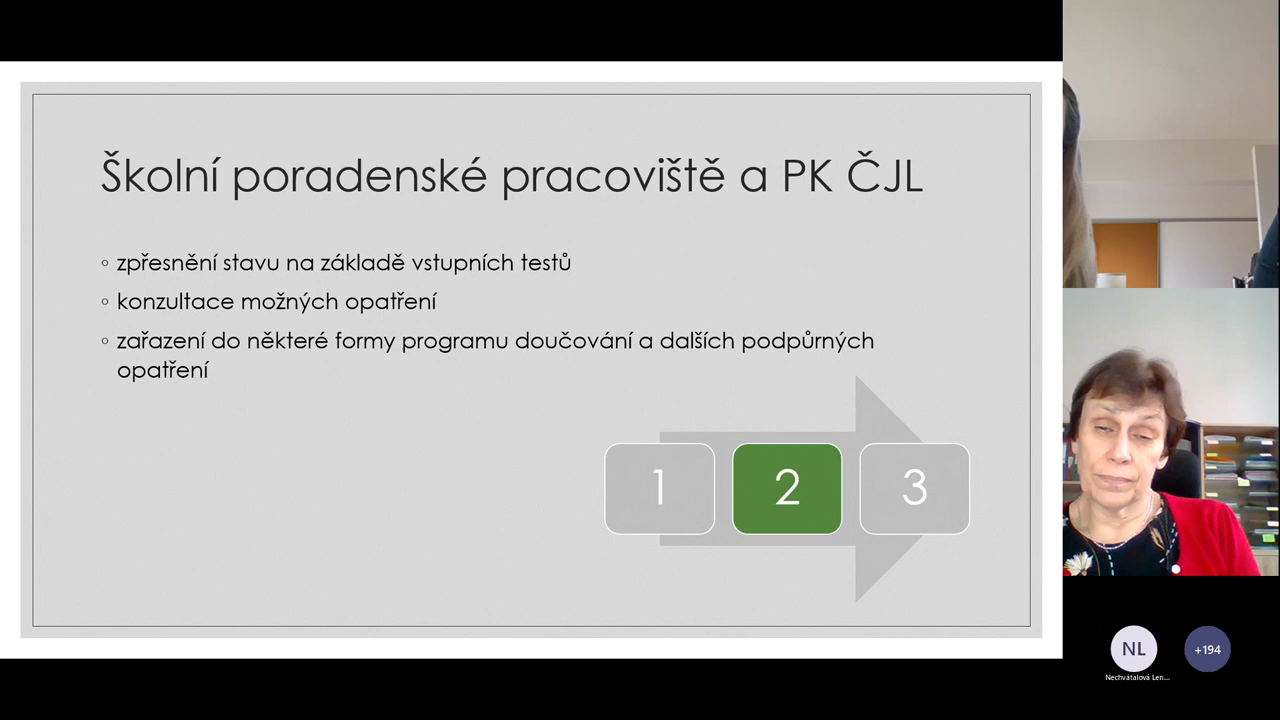 Školní poradenské pracoviště a PK ČJL
◦ zpřesnění stavu na základě vstupních testů
◦ konzultace možných opatření
◦ zařazení do některé formy programu doučování a dalších podpůrných
opatření
1
2
3
NL
+194
Nechvátalová Len...